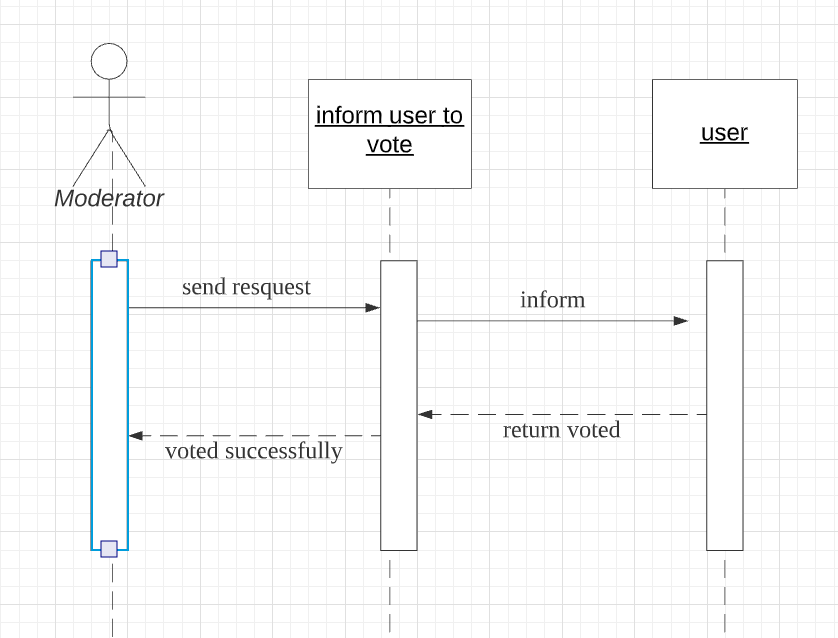 inform user to
vote
user
Moderator
send resquest
inform
return voted
voted successfully